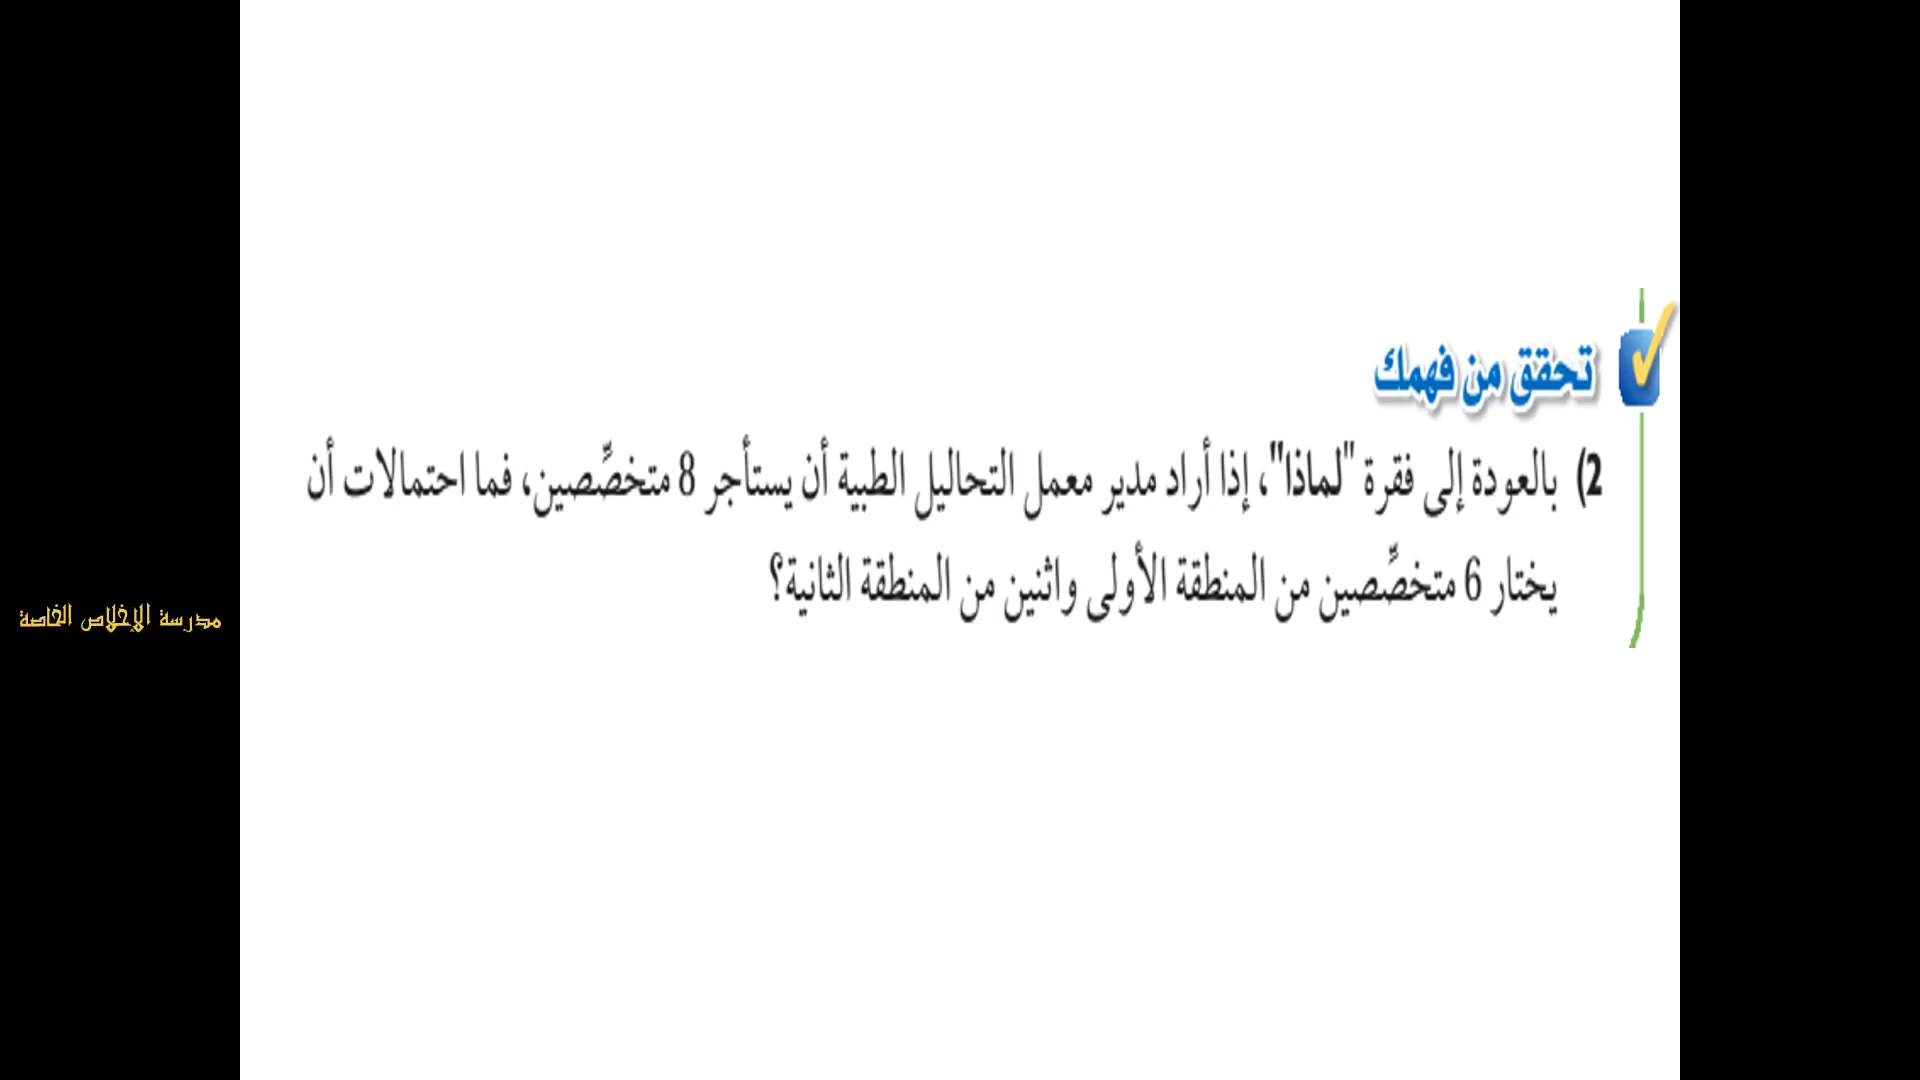 تحقق من فهمك
2) بالعودة إلى فقرة "لماذا"، إذا أراد مدير معمل التحاليل الطبية أن يستأجر 8 متخصِّصين، فما احتمالات أن
يختار 6 متخصِّصين من المنطقة الأولى واثنين من المنطقة الثانية؟
مدرسة الإخلاص الخاصة